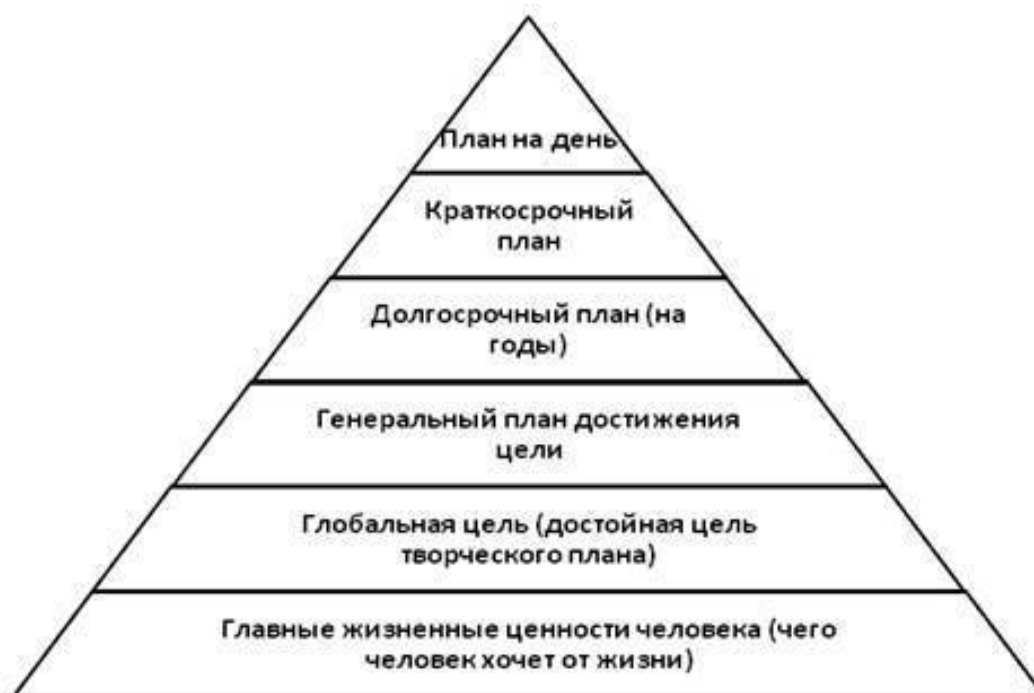 План на день
Краткосрочный
план
Долгосрочный план (на
годы)
Генеральный план достижения
цели
Глобальная цель (достойная цель
творческого плана)
Главные жизненные ценности человека (чего
человек хочет от жизни)